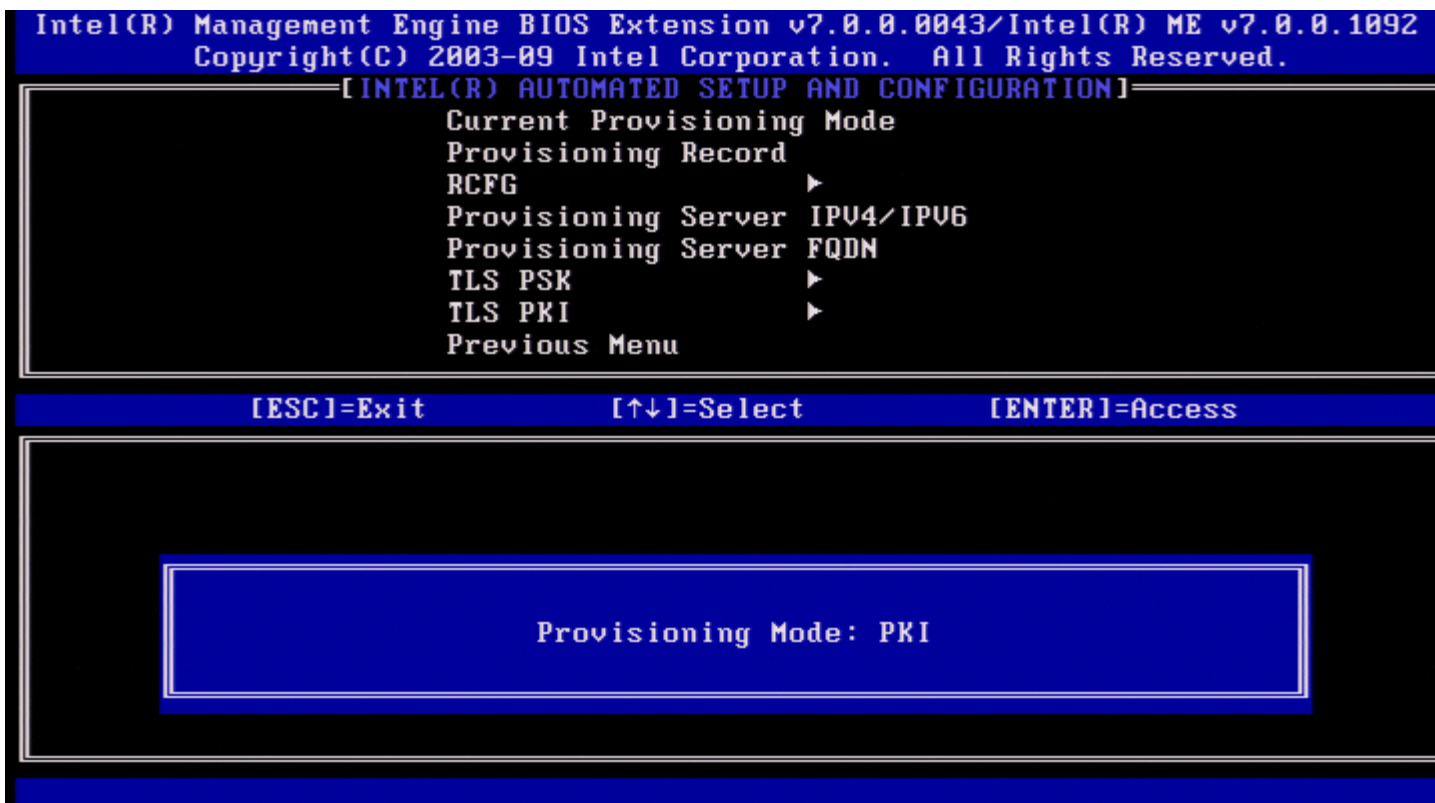 Intel(R) Management Engine BIOS Extension v7.0.0.0043/Intel(R) ME v7.0.0.1092
Copyright(C) 2003-09 Intel Corporation. All Rights Reserved.
[INTEL(R) AUTOMATED SETUP AND CONFIGURATION]
Current Provisioning Mode
Provisioning Record
RCFG ►
Provisioning Server IPV4/IPV6
Provisioning Server FQDN
TLS PSK ►
TLS PKI ►
Previous Menu
[ESC]=Exit [↑↓]=Select [ENTER]=Access
Provisioning Mode: PKI